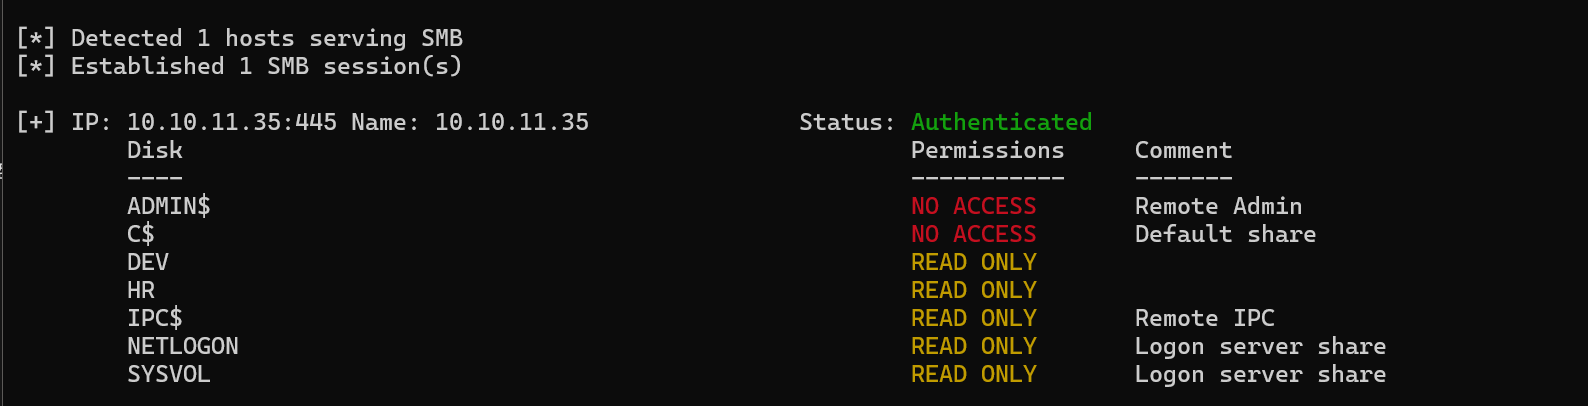 [*] Detected 1 hosts serving SMB
[*] Established 1 SMB session(s)
[+] IP: 10.10.11.35:445 Name: 10.10.11.35 Status: Authenticated
Disk Permissions Comment
---- ----------- -------
ADMIN$ NO ACCESS Remote Admin
C$ NO ACCESS Default share
DEV READ ONLY
HR READ ONLY
IPC$ READ ONLY Remote IPC
NETLOGON READ ONLY Logon server share
SYSVOL READ ONLY Logon server share